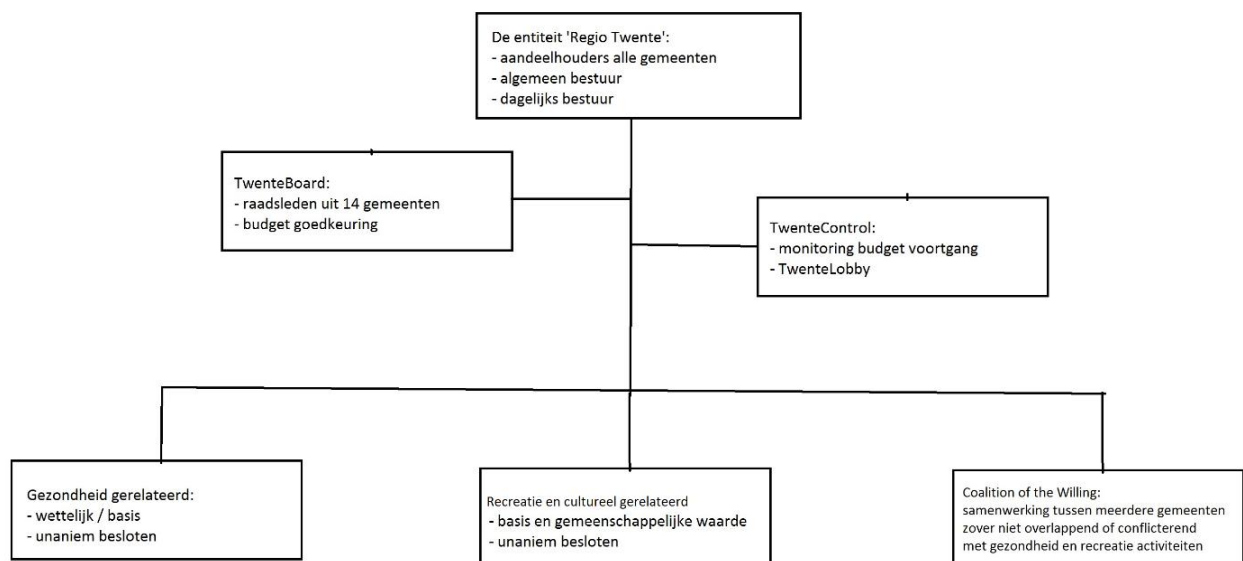 De entiteit 'Regio Twente':
- aandeelhouders alle gemeenten
- algemeen bestuur
- dagelijks bestuur
TwenteBoard:
- raadsleden uit 14 gemeenten
- budget goedkeuring
TwenteControl:
- monitoring budget voortgang
- TwenteLobby
Gezondheid gerelateerd:
- wettelijk / basis
- unaniem besloten
Recreatie en cultureel gerelateerd
- basis en gemeenschappelijke waarde
- unaniem besloten
Coalition of the Willing:
samenwerking tussen meerdere gemeenten
zover niet overlappend of conflicterend
met gezondheid en recreatie activiteiten